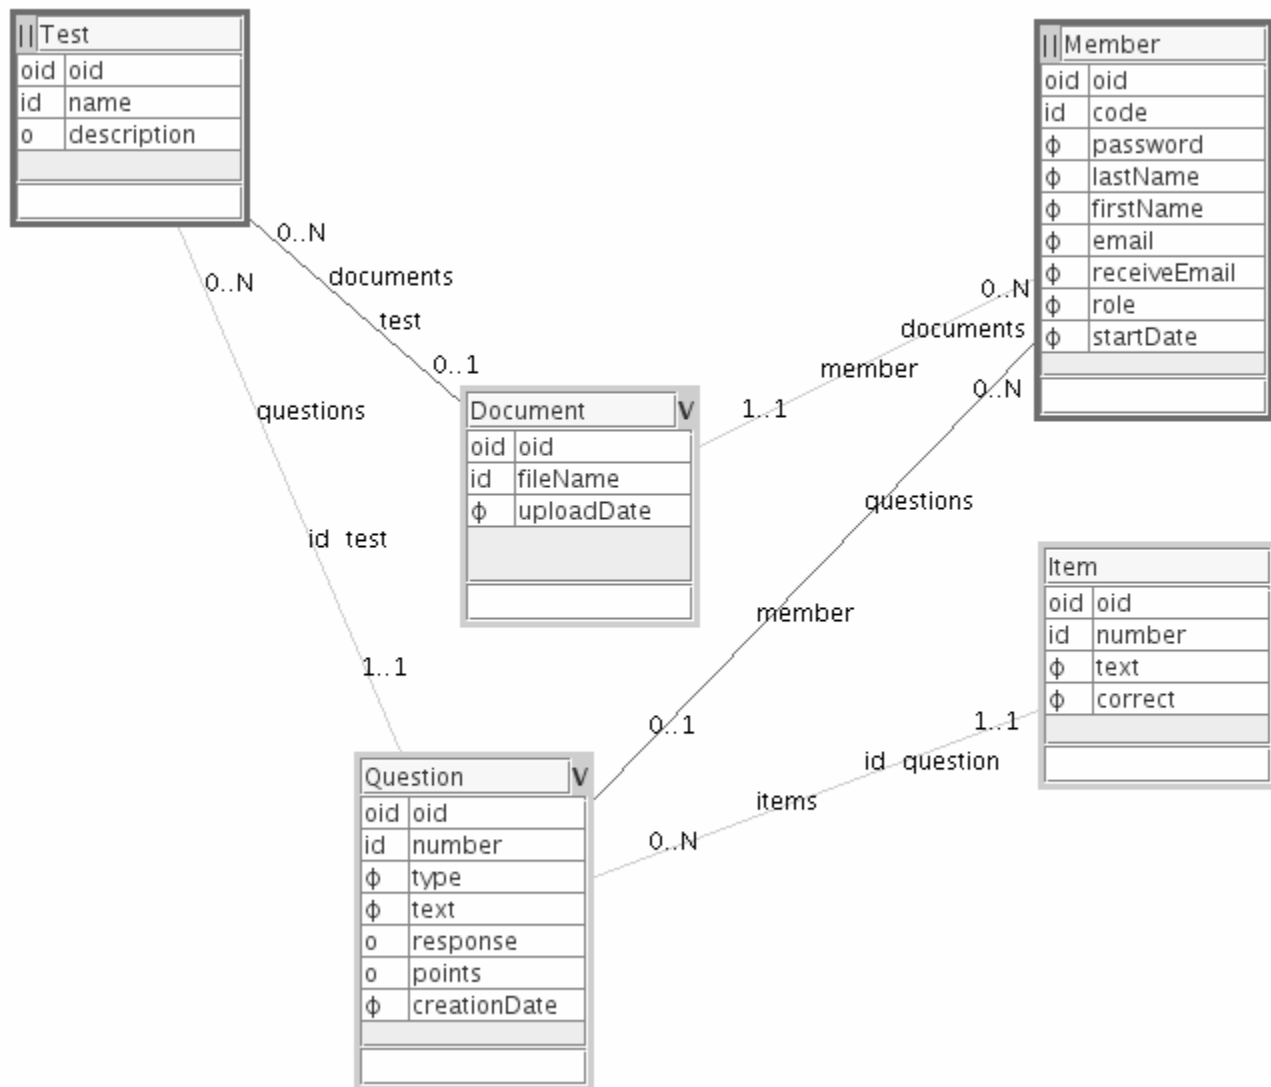 || Test
oid oid
id name
o description
|| Member
oid oid
id code
ϕ password
ϕ lastName
ϕ firstName
ϕ email
ϕ receiveEmail
ϕ role
ϕ startDate
0..N
documents
test
0..1
0..N
questions
id test
1..1
0..N
documents
member
1..1
Document V
oid oid
id fileName
ϕ uploadDate
0..N
questions
member
0..1
Item
oid oid
id number
ϕ text
ϕ correct
1..1
id question
items
0..N
Question V
oid oid
id number
ϕ type
ϕ text
o response
o points
ϕ creationDate